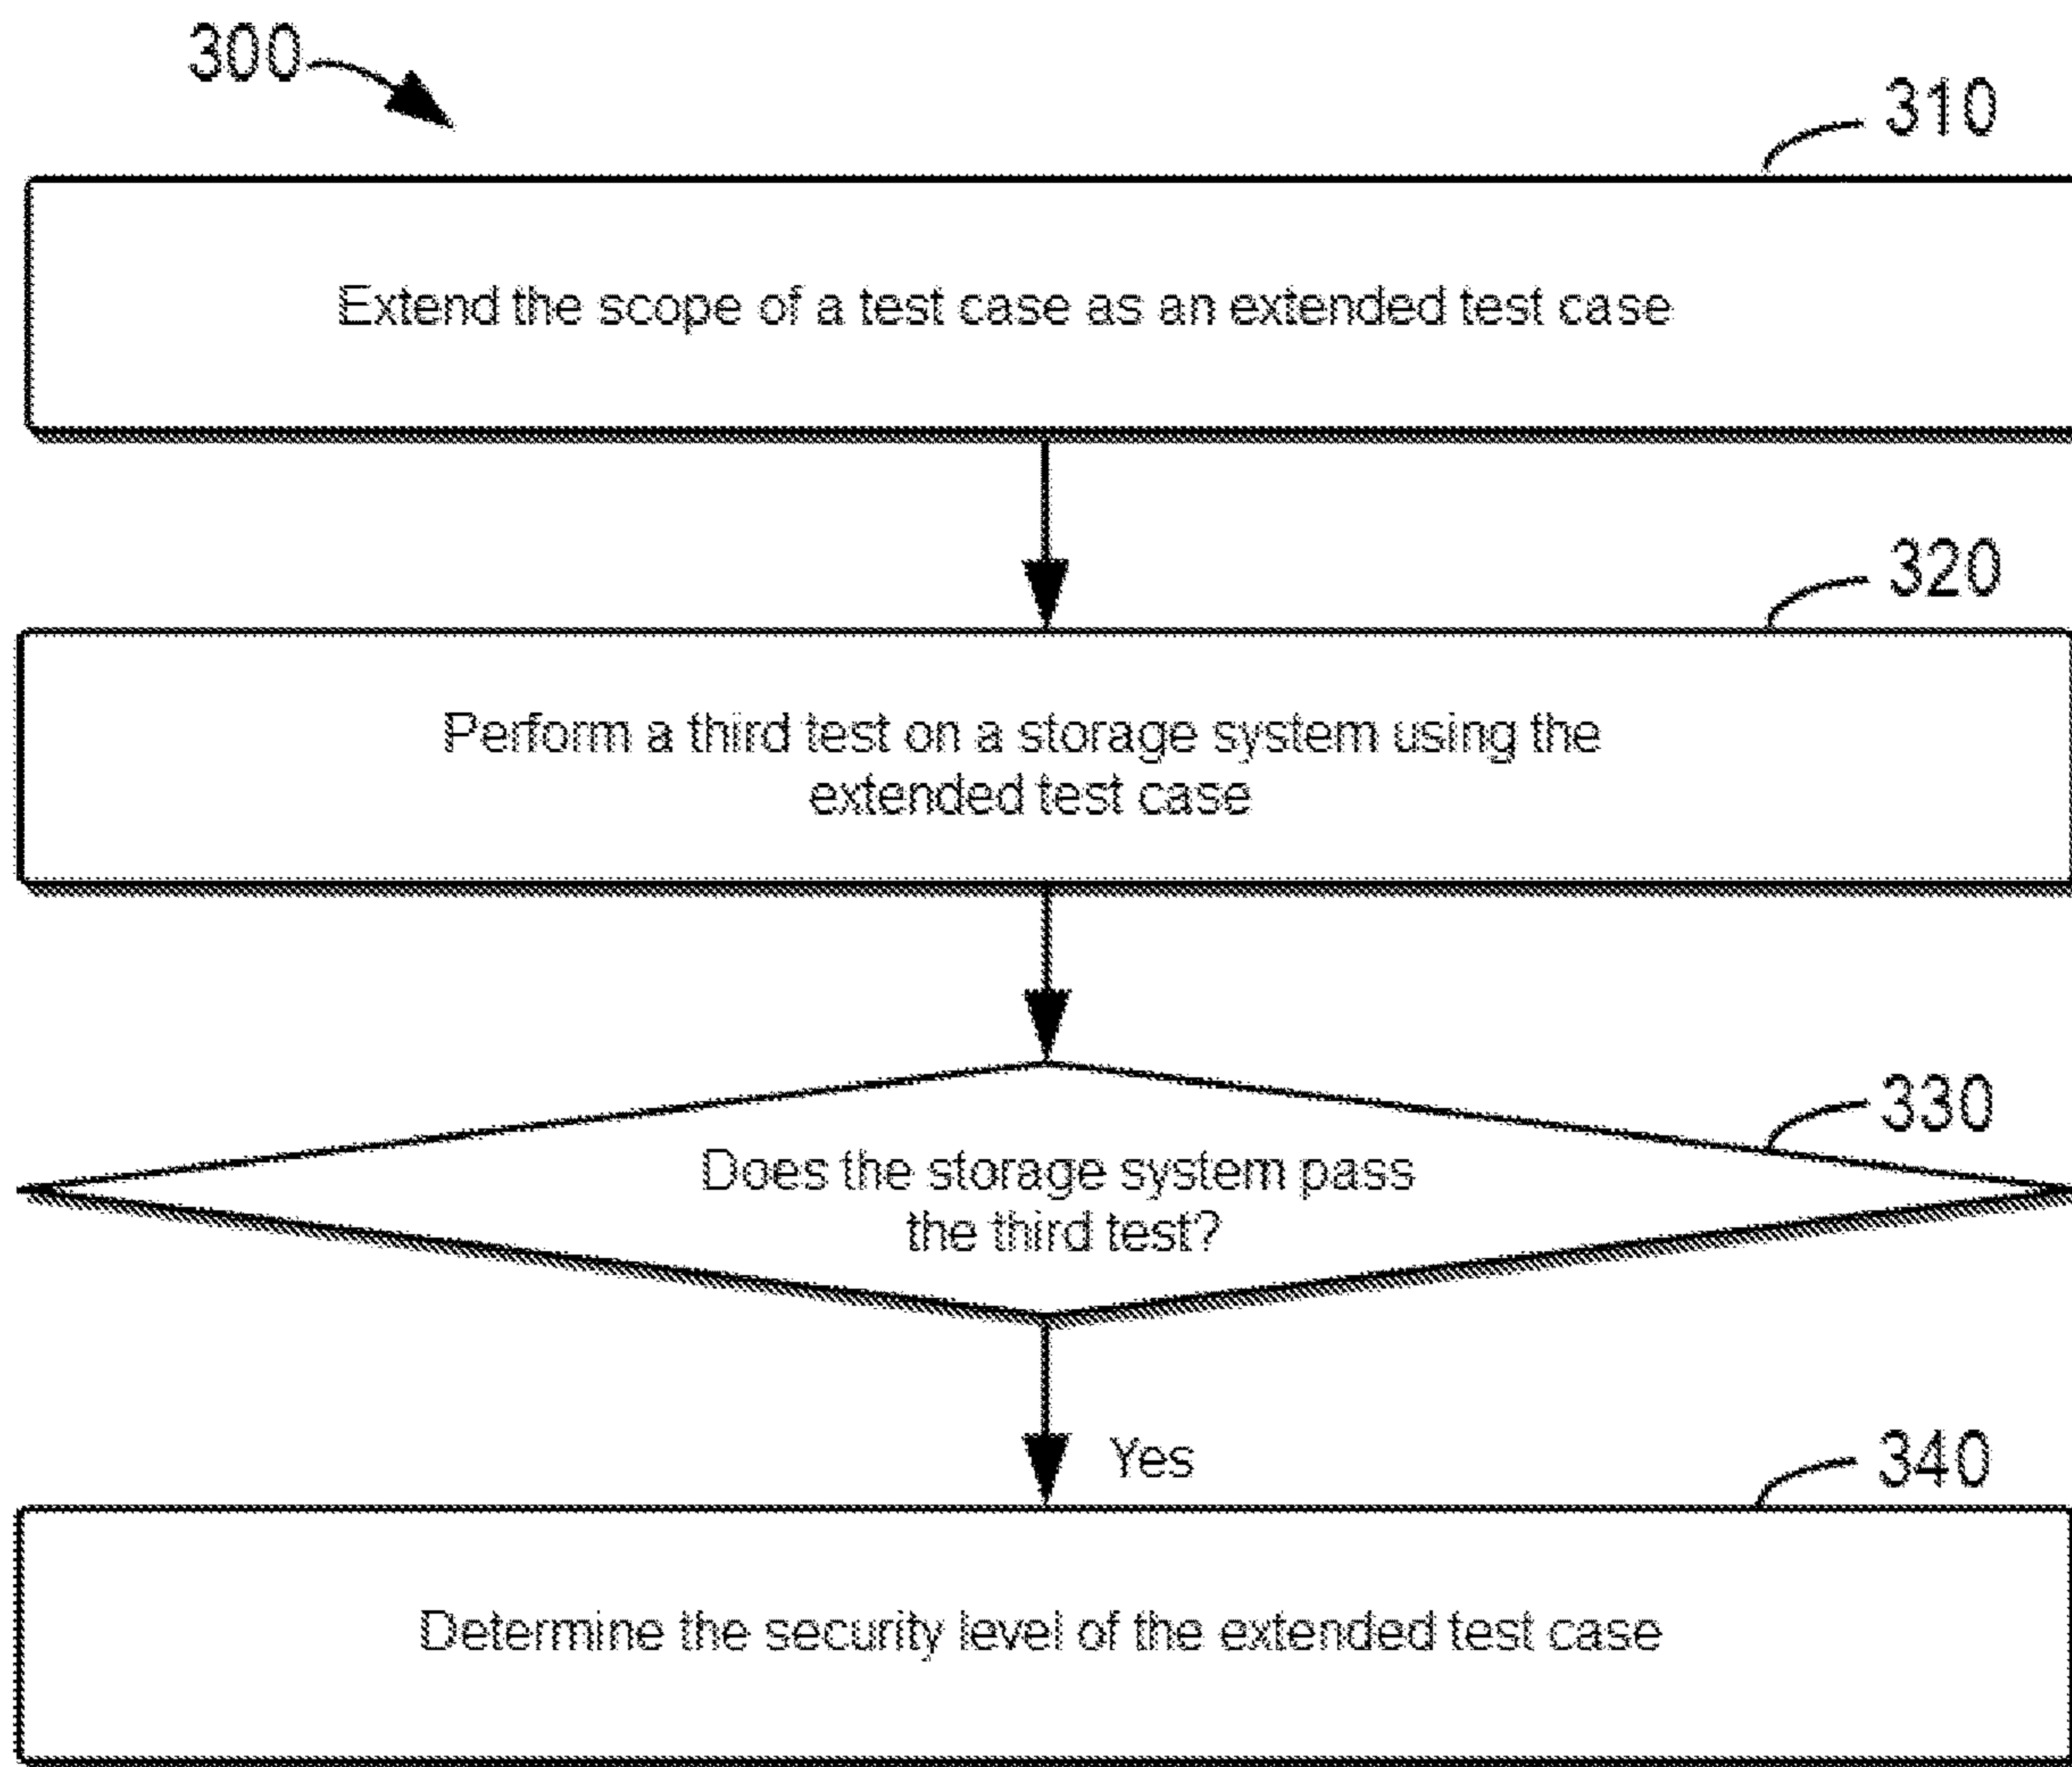 300
310
Extend the scope of a test case as an extended test case
320
Perform a third test on a storage system using the
extended test case
330
Does the storage system pass
the third test?
Yes
340
Determine the security level of the extended test case